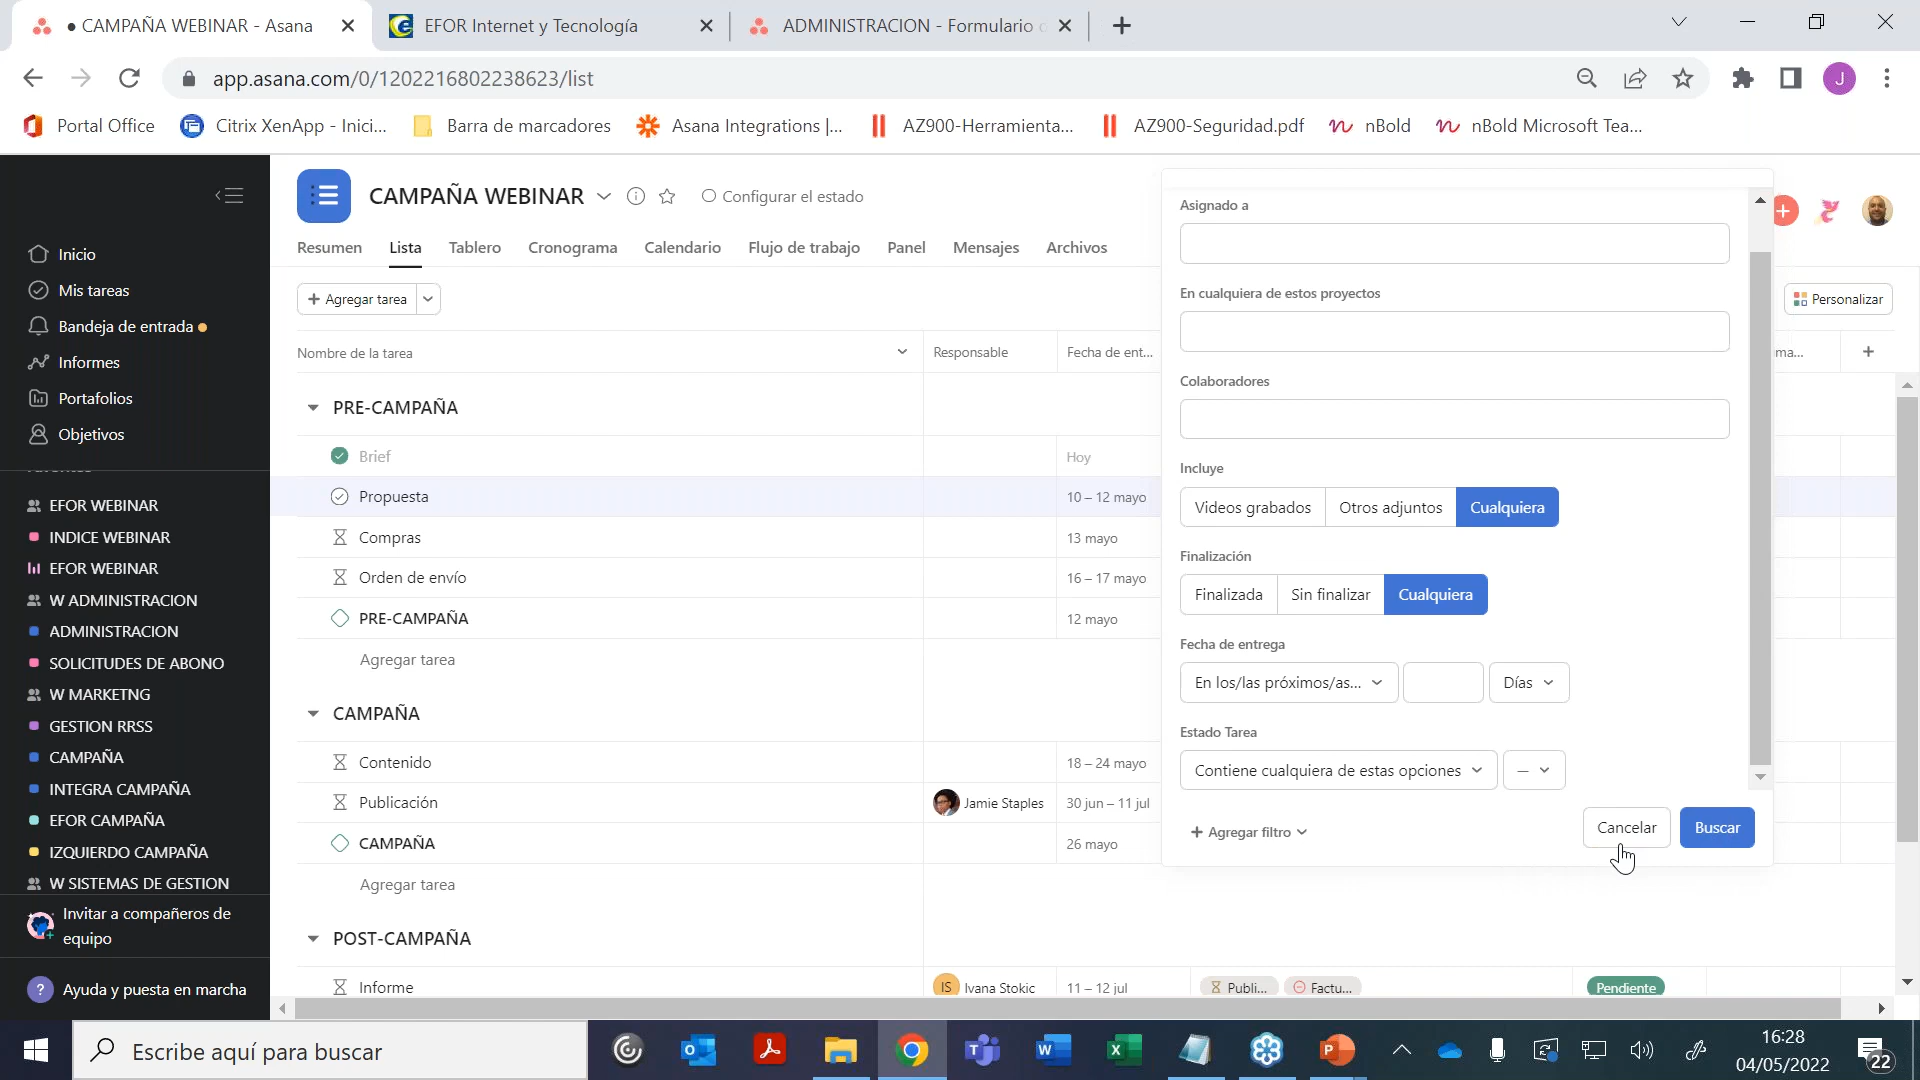 • CAMPAÑA WEBINAR - Asana
EFOR Internet y Tecnología
ADMINISTRACION - Formulario
app.asana.com/0/1202216802238623/list
J
Portal Office
Citrix XenApp - Inici...
Barra de marcadores
Asana Integrations |...
AZ900-Herramienta...
AZ900-Seguridad.pdf
nBold
nBold Microsoft Tea...
CAMPAÑA WEBINAR
Configurar el estado
Resumen
Lista
Tablero
Cronograma
Calendario
Flujo de trabajo
Panel
Mensajes
Archivos
Inicio
Mis tareas
Bandeja de entrada
Informes
Portafolios
Objetivos
EFOR WEBINAR
INDICE WEBINAR
EFOR WEBINAR
W ADMINISTRACION
ADMINISTRACION
SOLICITUDES DE ABONO
W MARKETNG
GESTION RRSS
CAMPAÑA
INTEGRA CAMPAÑA
EFOR CAMPAÑA
IZQUIERDO CAMPAÑA
W SISTEMAS DE GESTION
Invitar a compañeros de
equipo
? Ayuda y puesta en marcha
+ Agregar tarea
Personalizar
Nombre de la tarea
Responsable
Fecha de ent...
ma...
+
PRE-CAMPAÑA
Brief
Hoy
Propuesta
10 – 12 mayo
Compras
13 mayo
Orden de envío
16 – 17 mayo
PRE-CAMPAÑA
12 mayo
Agregar tarea
CAMPAÑA
Contenido
18 – 24 mayo
Publicación
Jamie Staples
30 jun – 11 jul
CAMPAÑA
26 mayo
Agregar tarea
POST-CAMPAÑA
Informe
IS Ivana Stokic
11 – 12 jul
Publi...
Factu...
Pendiente
Asignado a
En cualquiera de estos proyectos
Colaboradores
Incluye
Videos grabados
Otros adjuntos
Cualquiera
Finalización
Finalizada
Sin finalizar
Cualquiera
Fecha de entrega
En los/las próximos/as...
Días
Estado Tarea
Contiene cualquiera de estas opciones
—
+ Agregar filtro
Cancelar
Buscar
Escribe aquí para buscar
16:28
04/05/2022
22